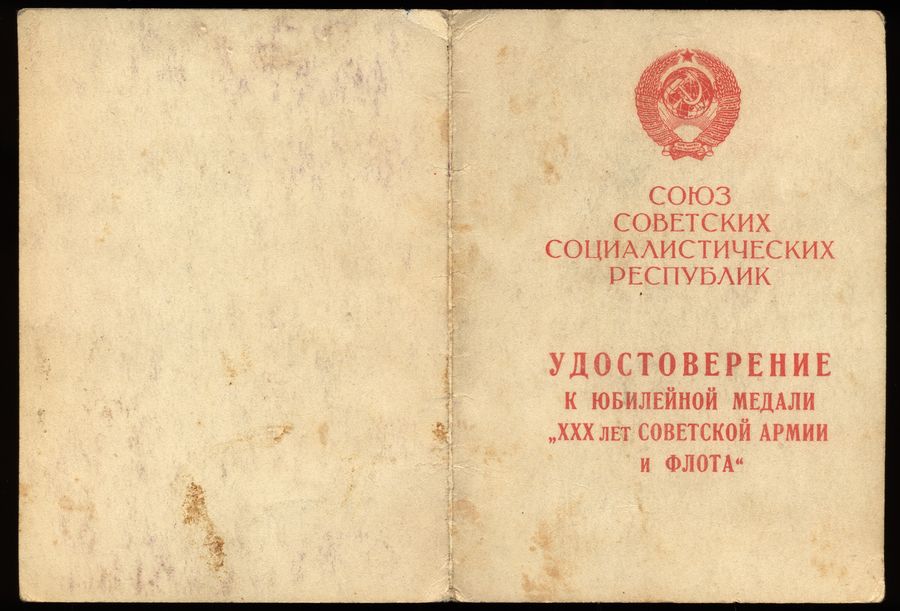 СОЮЗ
СОВЕТСКИХ
СОЦИАЛИСТИЧЕСКИХ
РЕСПУБЛИК
УДОСТОВЕРЕНИЕ
К ЮБИЛЕЙНОЙ МЕДАЛИ
„XXX ЛЕТ СОВЕТСКОЙ АРМИИ
И ФЛОТА“